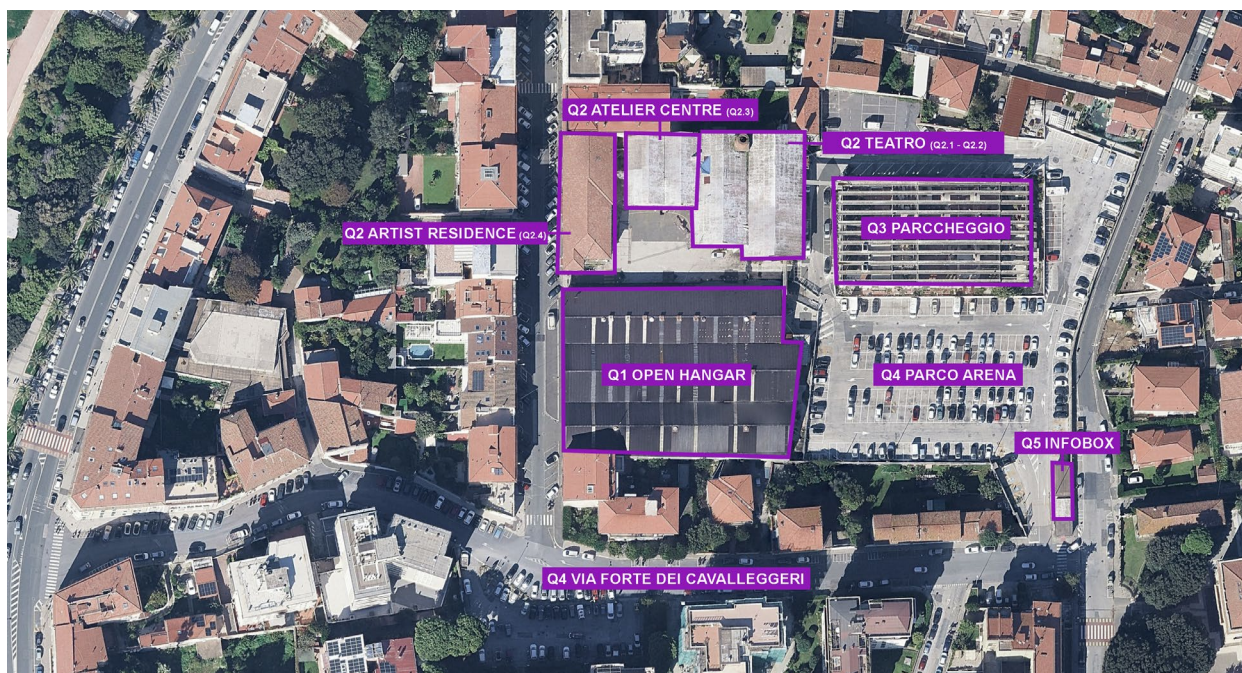 Q2 ATELIER CENTRE (Q2.3)
Q2 TEATRO (Q2.1 - Q2.2)
Q2 ARTIST RESIDENCE (Q2.4)
Q3 PARCCHEGGIO
Q1 OPEN HANGAR
Q4 PARCO ARENA
Q5 INFOBOX
Q4 VIA FORTE DEI CAVALLEGGERI